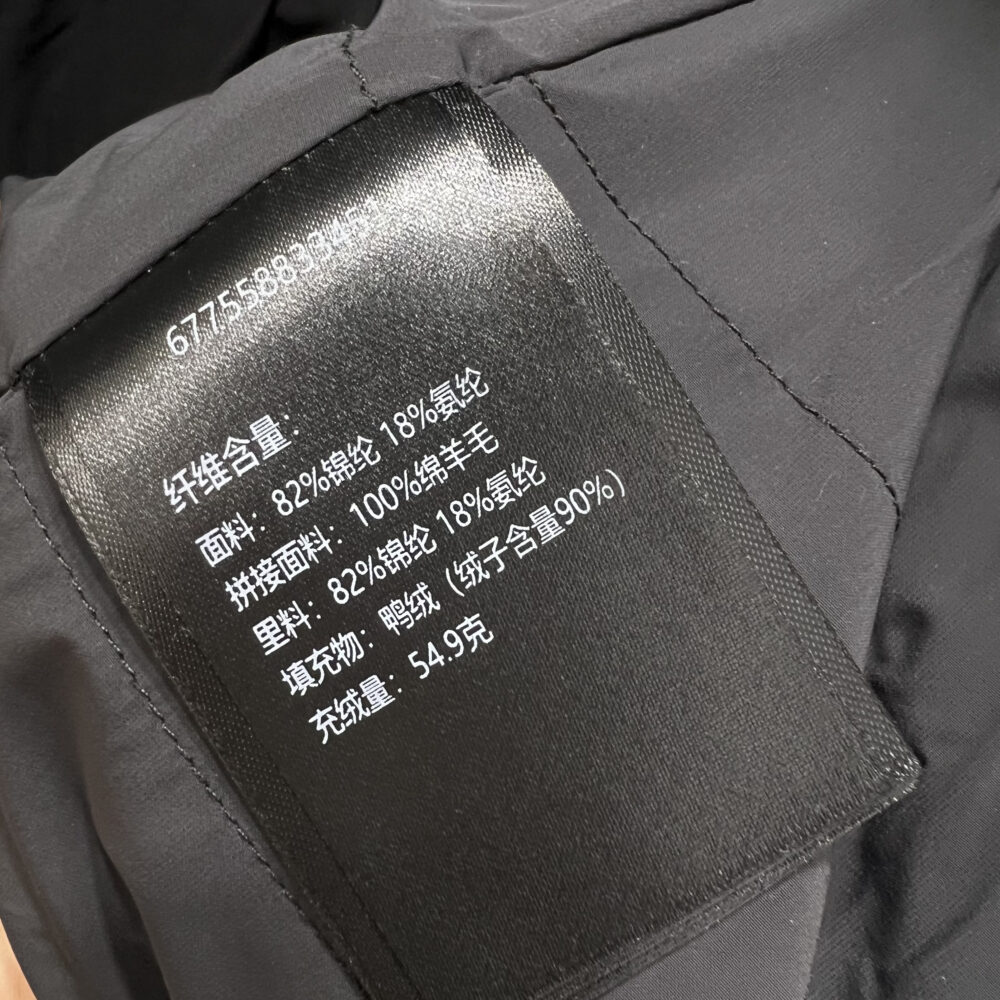 677558833451
纤维含量：
面料：82%锦纶 18%氨纶
拼接面料：100%绵羊毛
里料：82%锦纶 18%氨纶
填充物：鸭绒（绒子含量90%）
充绒量：54.9克